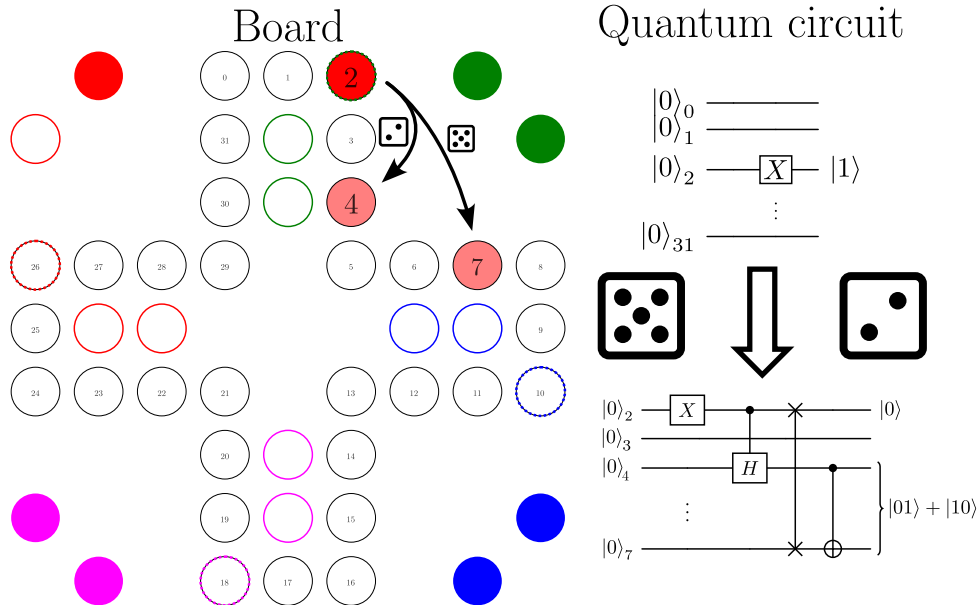 Board
Quantum circuit
0 1 2
31 3
30 4
26 27 28 29 5 6 7 8
25 9
24 23 22 21 13 12 11 10
20 14
19 15
18 17 16
|0⟩₀
|0⟩₁
|0⟩₂ X |1⟩
⋮
|0⟩₃₁
|0⟩₂ X |0⟩
|0⟩₃
|0⟩₄ H
⋮ |01⟩ + |10⟩
|0⟩₇